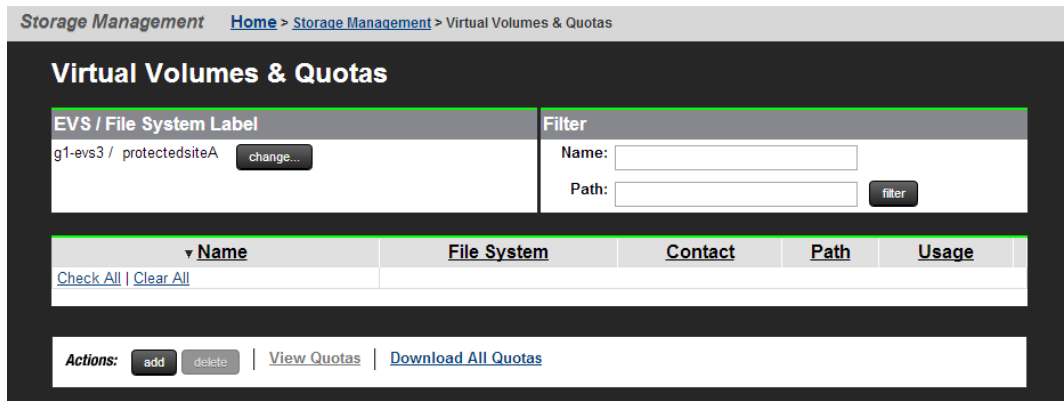 Storage Management Home > Storage Management > Virtual Volumes & Quotas
Virtual Volumes & Quotas
EVS / File System Label
g1-evs3 / protectedsiteA change...
Filter
Name:
Path: filter
▼ Name File System Contact Path Usage
Check All | Clear All
Actions: add delete | View Quotas | Download All Quotas